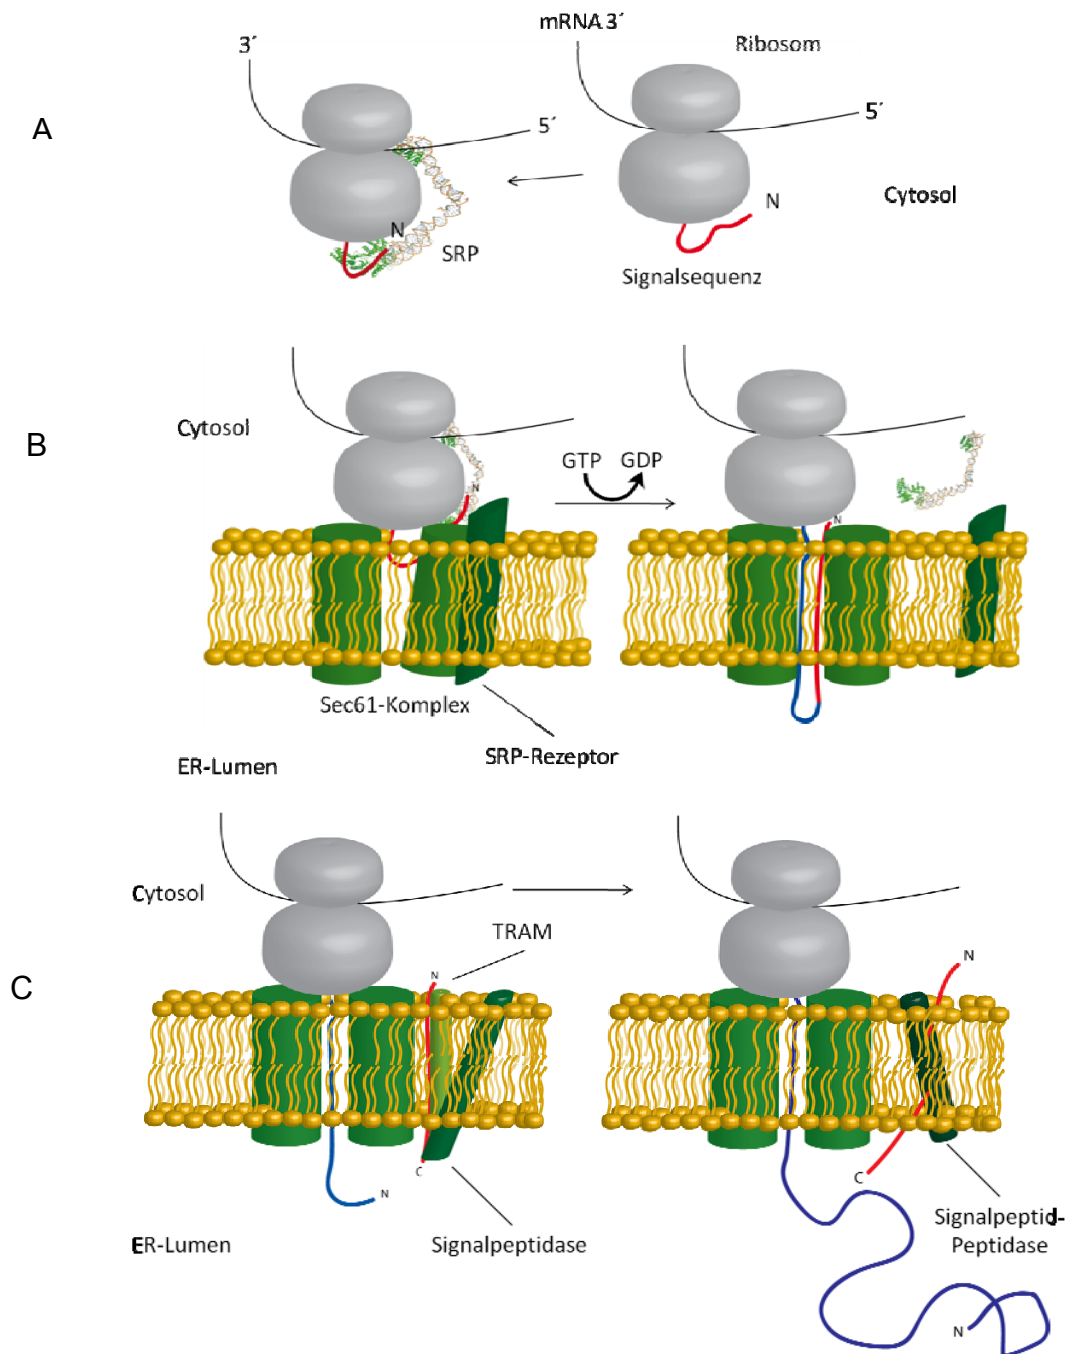 mRNA 3´
3´
Ribosom
5´
5´
A
N
Cytosol
N
SRP
Signalsequenz
Cytosol
B
GTP
GDP
N
N
Sec61-Komplex
SRP-Rezeptor
ER-Lumen
Cytosol
TRAM
N
N
C
C
C
N
Signalpeptid-
Peptidase
ER-Lumen
Signalpeptidase
N